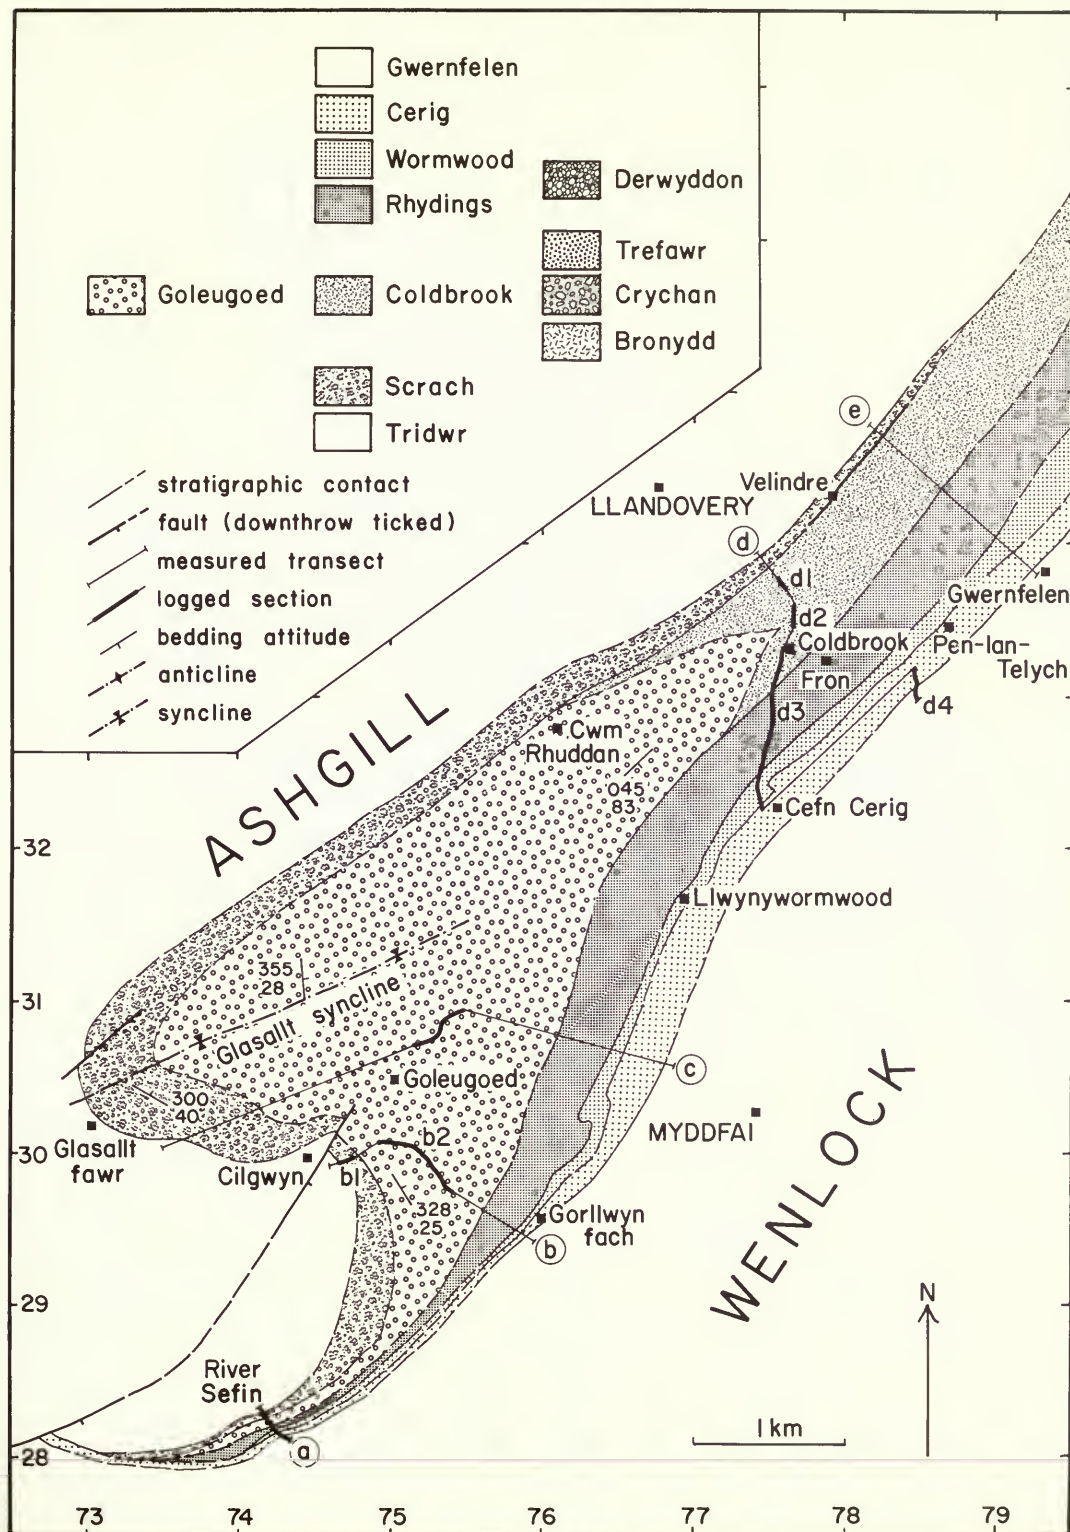 Gwernfelen
Cerig
Wormwood
Rhydings
Derwyddon
Trefawr
Goleugoed
Coldbrook
Crychan
Bronydd
Scrach
Tridwr
stratigraphic contact
fault (downthrow ticked)
measured transect
logged section
bedding attitude
anticline
syncline
e
Velindre
LLANDOVERY
d
d1
Gwernfelen
d2
Coldbrook
Pen-lan-
Telych
Fron
d3
d4
ASHGILL
Cwm
Rhuddan
045
83
Cefn Cerig
32
Llwynywormwood
355
28
31
Glasallt syncline
c
Goleugoed
300
40
MYDDFAI
Glasallt
fawr
30
Cilgwyn
b1
b2
328
25
Gorllwyn
fach
b
WENLOCK
29
N
River
Sefin
1 km
a
28
73 74 75 76 77 78 79